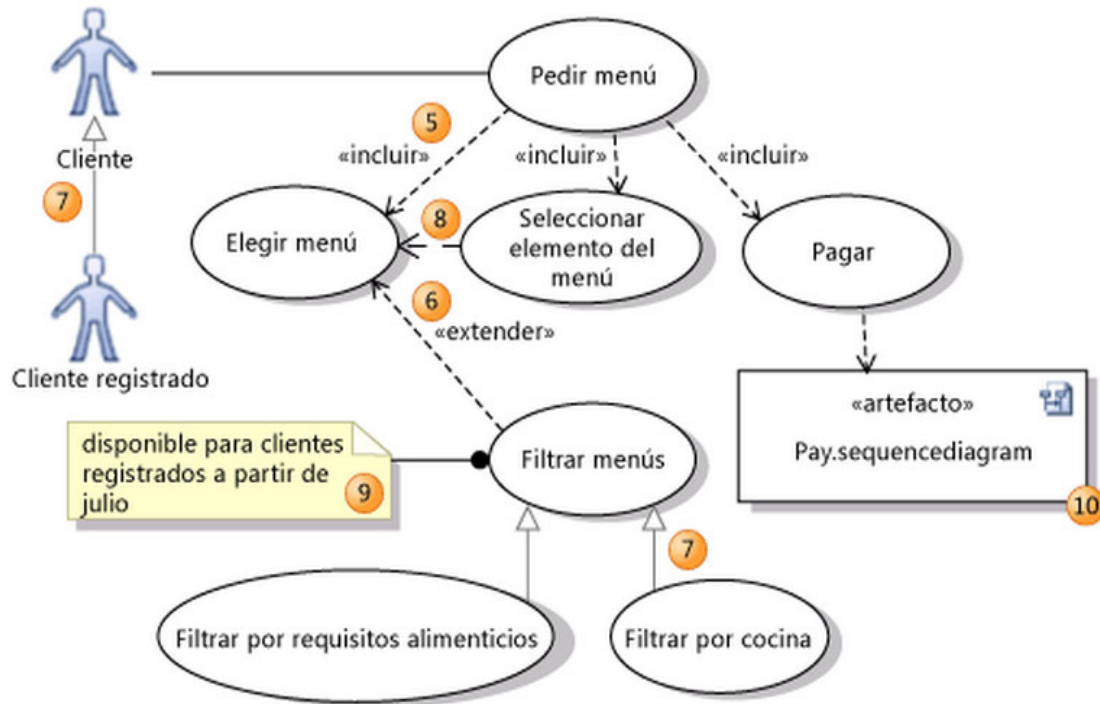 Pedir menú
5
Cliente
«incluir»
«incluir»
«incluir»
7
Elegir menú
8
Seleccionar
elemento del
menú
Pagar
6
«extender»
Cliente registrado
«artefacto»
Pay.sequencediagram
10
disponible para clientes
registrados a partir de
julio
9
Filtrar menús
7
Filtrar por requisitos alimenticios
Filtrar por cocina